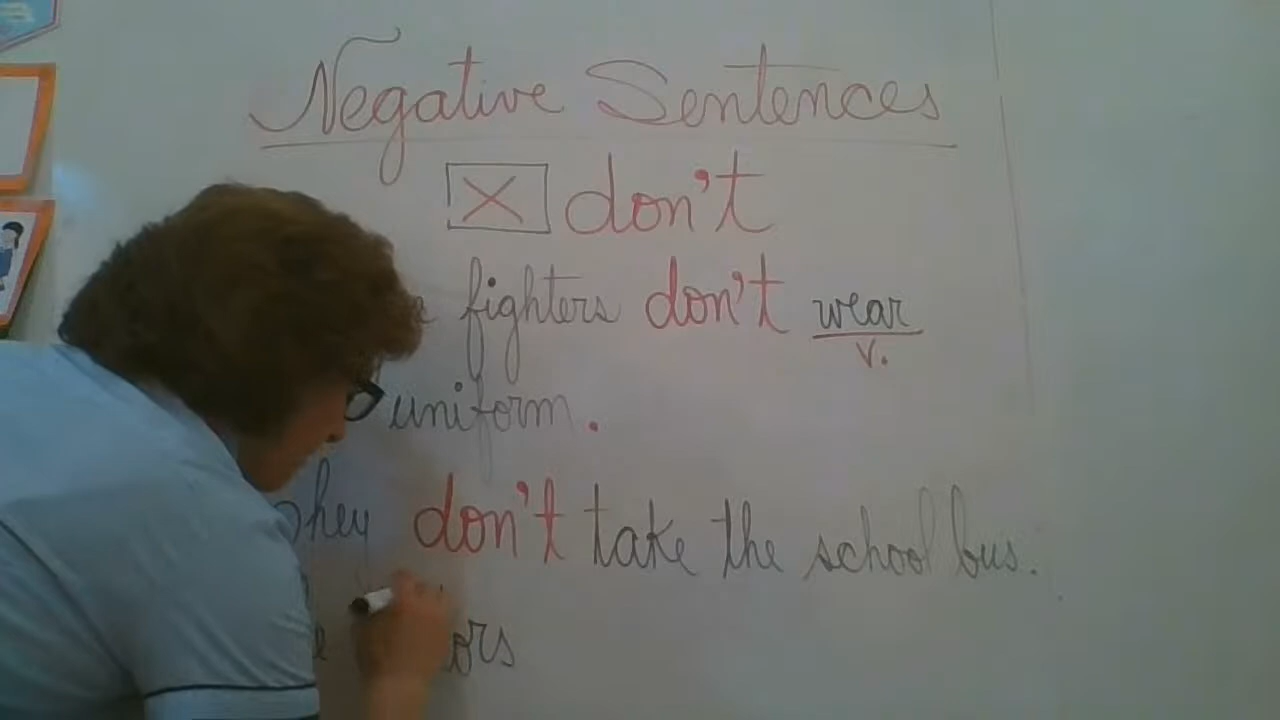 Negative Sentences
X don't
fighters don't wear
v.
uniform.
hey don't take the school bus.
ors